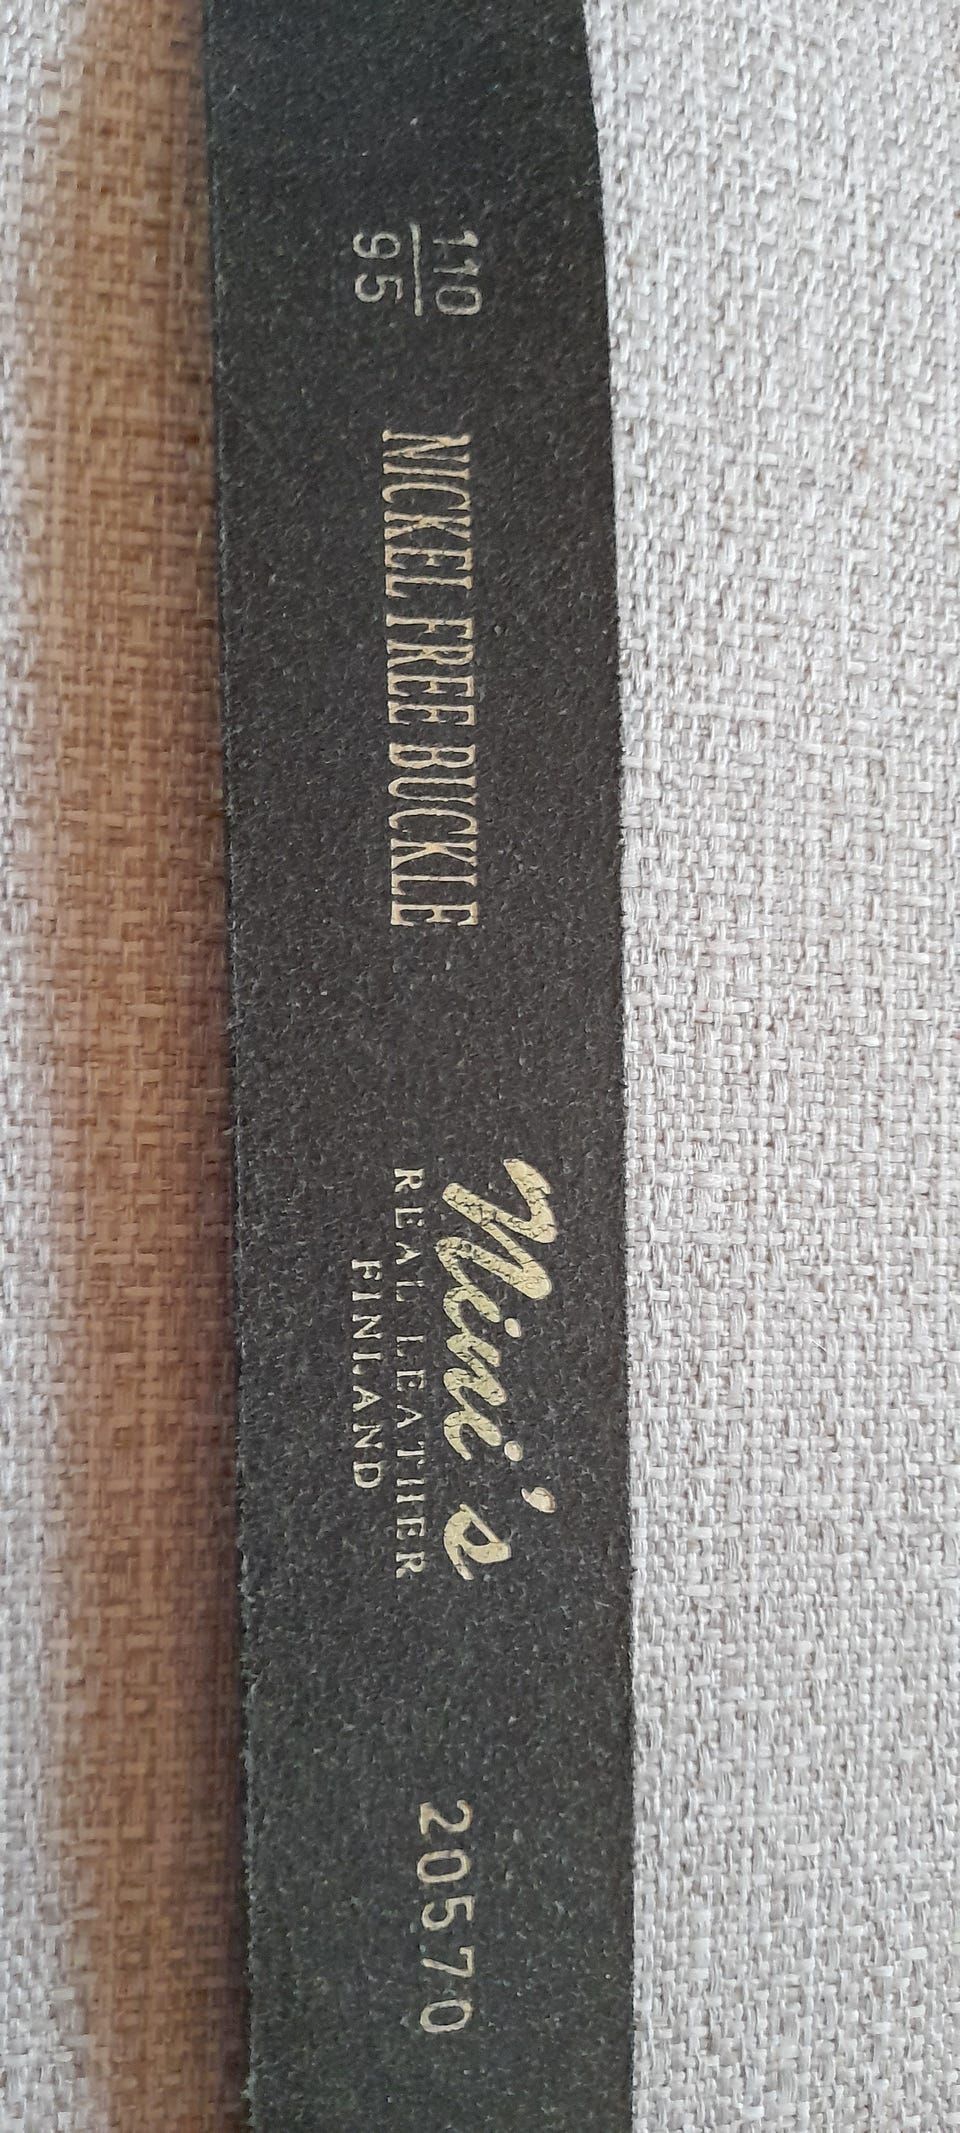 110
95
NICKEL FREE BUCKLE
Nini's
REAL LEATHER
FINLAND
20570